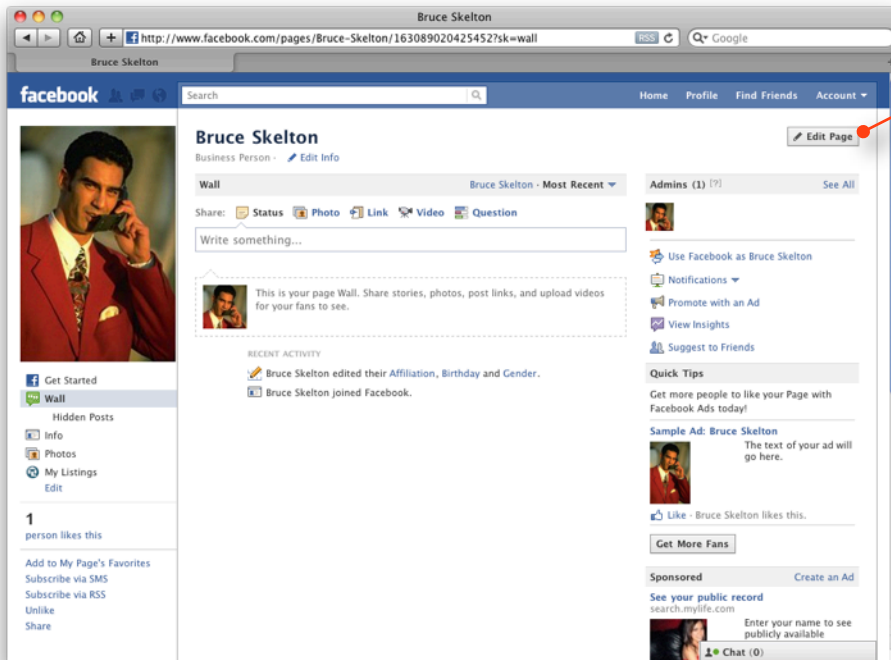 Bruce Skelton
http://www.facebook.com/pages/Bruce-Skelton/163089020425452?sk=wall
RSS
Google
Bruce Skelton
facebook
Search
Home Profile Find Friends Account
Bruce Skelton
Edit Page
Business Person · Edit Info
Wall
Bruce Skelton · Most Recent
Share: Status Photo Link Video Question
Write something...
This is your page Wall. Share stories, photos, post links, and upload videos
for your fans to see.
RECENT ACTIVITY
Bruce Skelton edited their Affiliation, Birthday and Gender.
Bruce Skelton joined Facebook.
Get Started
Wall
Hidden Posts
Info
Photos
My Listings
Edit
1
person likes this
Add to My Page's Favorites
Subscribe via SMS
Subscribe via RSS
Unlike
Share
Admins (1) [?] See All
Use Facebook as Bruce Skelton
Notifications
Promote with an Ad
View Insights
Suggest to Friends
Quick Tips
Get more people to like your Page with
Facebook Ads today!
Sample Ad: Bruce Skelton
The text of your ad will
go here.
Like · Bruce Skelton likes this.
Get More Fans
Sponsored Create an Ad
See your public record
search.mylife.com
Enter your name to see
publicly available
Chat (0)